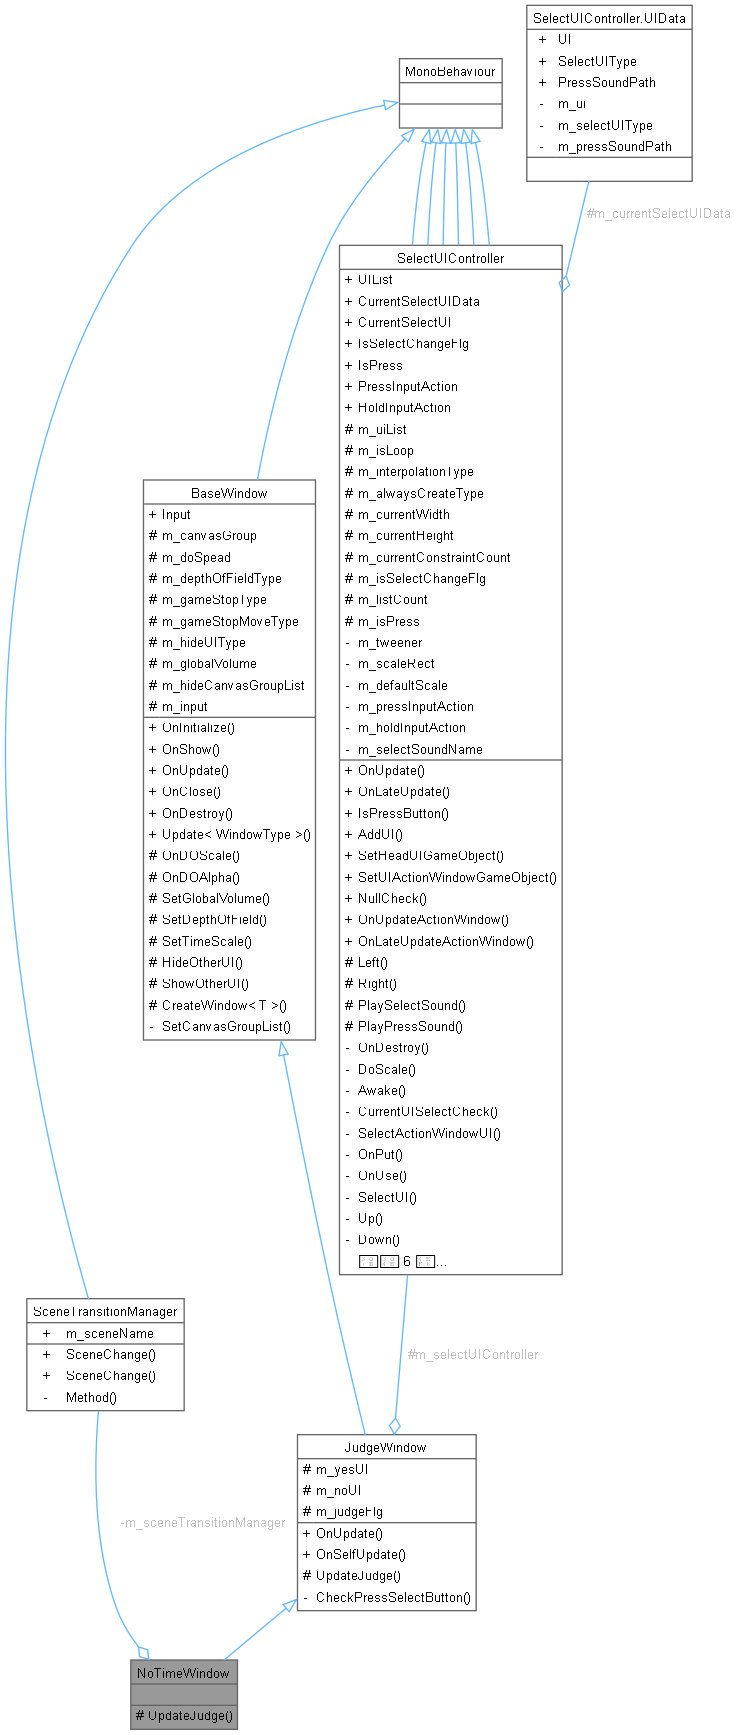 SelectUIController.UIData
+ UI
+ SelectUIType
+ PressSoundPath
- m_ui
- m_selectUIType
- m_pressSoundPath
MonoBehaviour
#m_currentSelectUIData
SelectUIController
+ UIList
+ CurrentSelectUIData
+ CurrentSelectUI
+ IsSelectChangeFlg
+ IsPress
+ PressInputAction
+ HoldInputAction
# m_uiList
# m_isLoop
# m_interpolationType
# m_alwaysCreateType
# m_currentWidth
# m_currentHeight
# m_currentConstraintCount
# m_isSelectChangeFlg
# m_listCount
# m_isPress
- m_tweener
- m_scaleRect
- m_defaultScale
- m_pressInputAction
- m_holdInputAction
- m_selectSoundName
+ OnUpdate()
+ OnLateUpdate()
+ IsPressButton()
+ AddUI()
+ SetHeadUIGameObject()
+ SetUIActionWindowGameObject()
+ NullCheck()
+ OnUpdateActionWindow()
+ OnLateUpdateActionWindow()
# Left()
# Right()
# PlaySelectSound()
# PlayPressSound()
- OnDestroy()
- DoScale()
- Awake()
- CurrentUISelectCheck()
- SelectActionWindowUI()
- OnPut()
- OnUse()
- SelectUI()
- Up()
- Down()
6 ...
BaseWindow
+ Input
# m_canvasGroup
# m_doSpead
# m_depthOfFieldType
# m_gameStopType
# m_gameStopMoveType
# m_hideUIType
# m_globalVolume
# m_hideCanvasGroupList
# m_input
+ OnInitialize()
+ OnShow()
+ OnUpdate()
+ OnClose()
+ OnDestroy()
+ Update< WindowType >()
# OnDOScale()
# OnDOAlpha()
# SetGlobalVolume()
# SetDepthOfField()
# SetTimeScale()
# HideOtherUI()
# ShowOtherUI()
# CreateWindow< T >()
- SetCanvasGroupList()
SceneTransitionManager
+ m_sceneName
+ SceneChange()
+ SceneChange()
- Method()
#m_selectUIController
JudgeWindow
# m_yesUI
# m_noUI
# m_judgeFlg
+ OnUpdate()
+ OnSelfUpdate()
# UpdateJudge()
- CheckPressSelectButton()
-m_sceneTransitionManager
NoTimeWindow
# UpdateJudge()